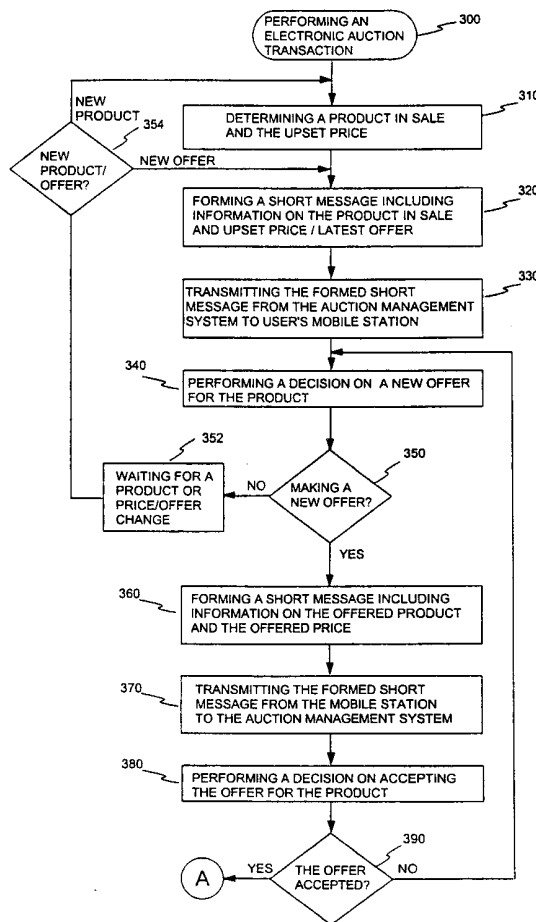 PERFORMING AN
ELECTRONIC AUCTION
TRANSACTION
300
310
DETERMINING A PRODUCT IN SALE
AND THE UPSET PRICE
NEW
PRODUCT
354
NEW
PRODUCT/
OFFER?
NEW OFFER
320
FORMING A SHORT MESSAGE INCLUDING
INFORMATION ON THE PRODUCT IN SALE
AND UPSET PRICE / LATEST OFFER
330
TRANSMITTING THE FORMED SHORT
MESSAGE FROM THE AUCTION MANAGEMENT
SYSTEM TO USER'S MOBILE STATION
340
PERFORMING A DECISION ON A NEW OFFER
FOR THE PRODUCT
352
WAITING FOR A
PRODUCT OR
PRICE/OFFER
CHANGE
NO
350
MAKING A
NEW OFFER?
YES
360
FORMING A SHORT MESSAGE INCLUDING
INFORMATION ON THE OFFERED PRODUCT
AND THE OFFERED PRICE
370
TRANSMITTING THE FORMED SHORT
MESSAGE FROM THE MOBILE STATION
TO THE AUCTION MANAGEMENT SYSTEM
380
PERFORMING A DECISION ON ACCEPTING
THE OFFER FOR THE PRODUCT
390
A
YES
THE OFFER
ACCEPTED?
NO